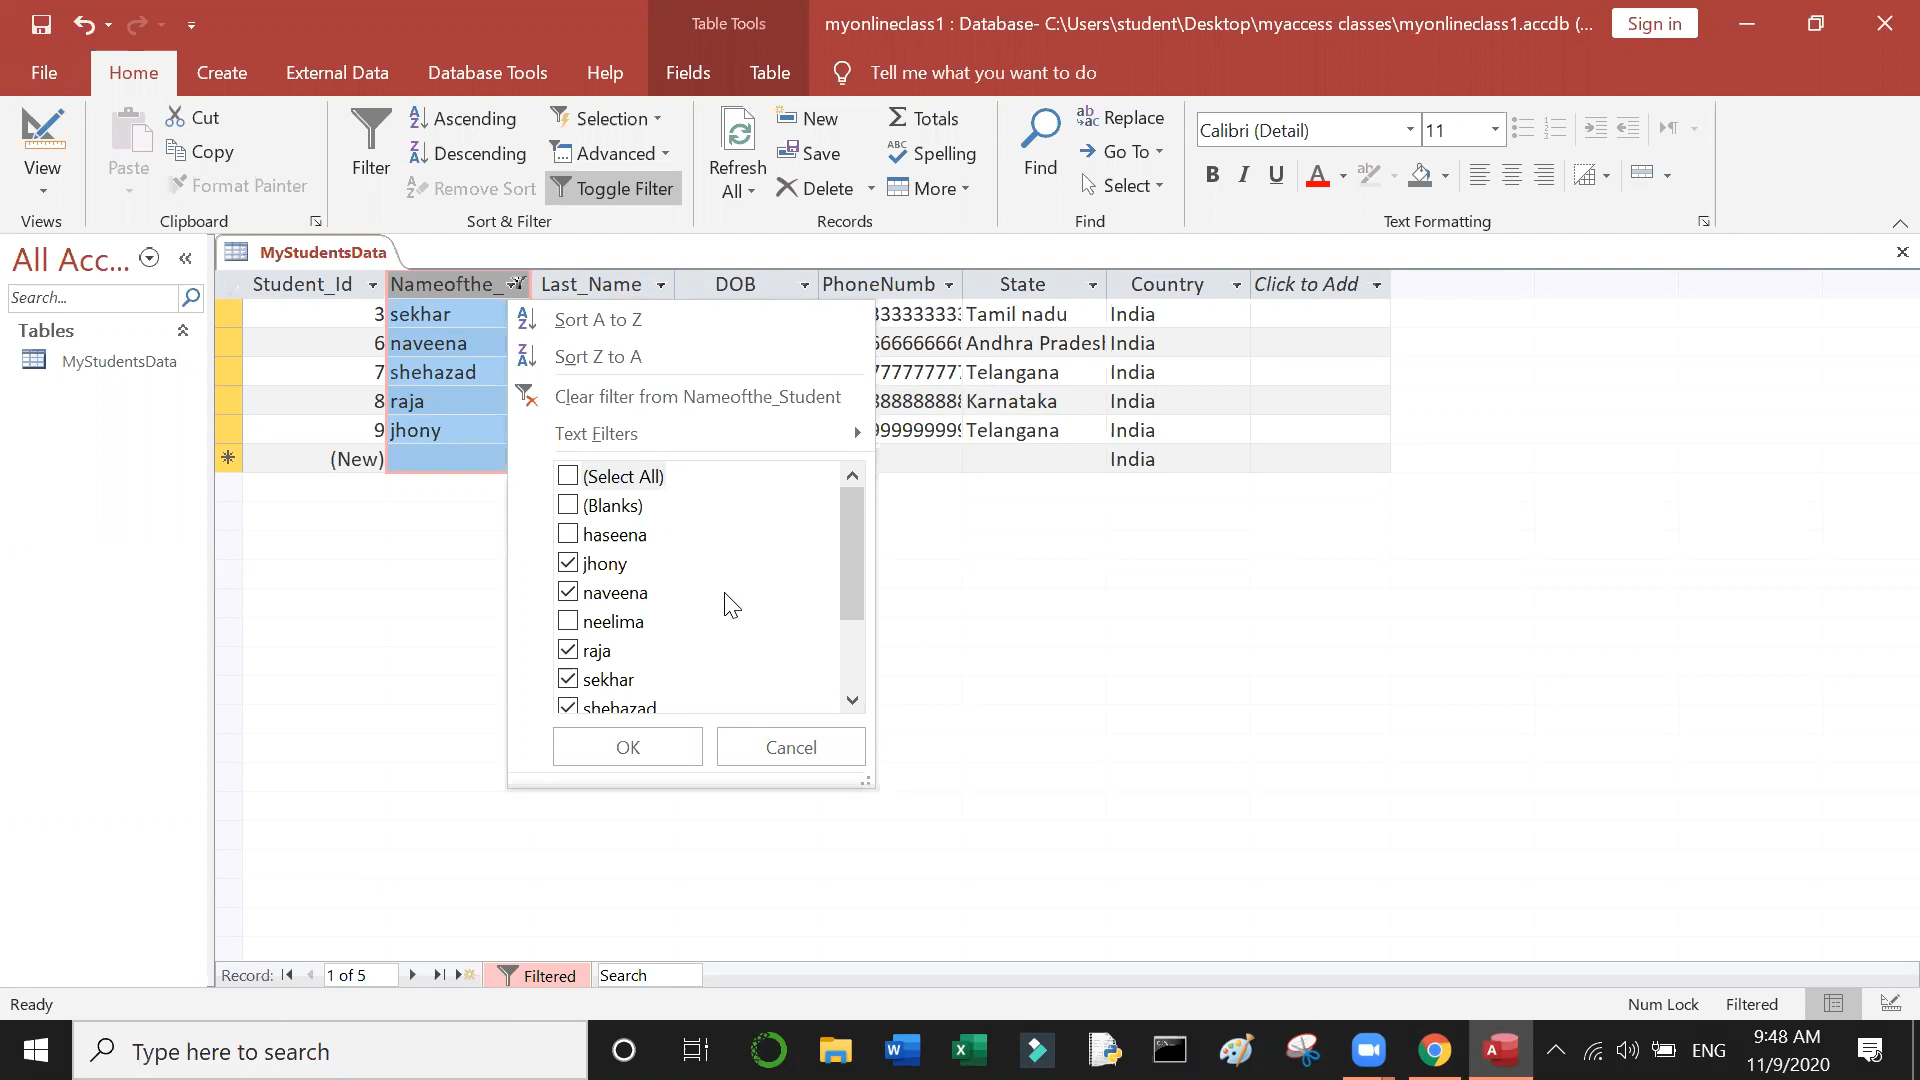 Table Tools
myonlineclass1 : Database- C:\Users\student\Desktop\myaccess classes\myonlineclass1.accdb (...
Sign in
File Home Create External Data Database Tools Help Fields Table Tell me what you want to do
View
Views
Paste
Cut
Copy
Format Painter
Clipboard
Filter
Ascending
Descending
Remove Sort
Selection
Advanced
Toggle Filter
Sort & Filter
Refresh
All
New
Save
Delete
Totals
Spelling
More
Records
Find
Replace
Go To
Select
Find
Calibri (Detail) 11
B I U A
Text Formatting
All Acc...
Search...
Tables
MyStudentsData
MyStudentsData
Student_Id Nameofthe_ Last_Name DOB PhoneNumb State Country Click to Add
3 sekhar Tamil nadu India
6 naveena Andhra Pradesh India
7 shehazad Telangana India
8 raja Karnataka India
9 jhony Telangana India
(New) India
Sort A to Z
Sort Z to A
Clear filter from Nameofthe_Student
Text Filters
(Select All)
(Blanks)
haseena
jhony
naveena
neelima
raja
sekhar
shehazad
OK Cancel
Record: 1 of 5 Filtered Search
Ready Num Lock Filtered
Type here to search
ENG
9:48 AM
11/9/2020